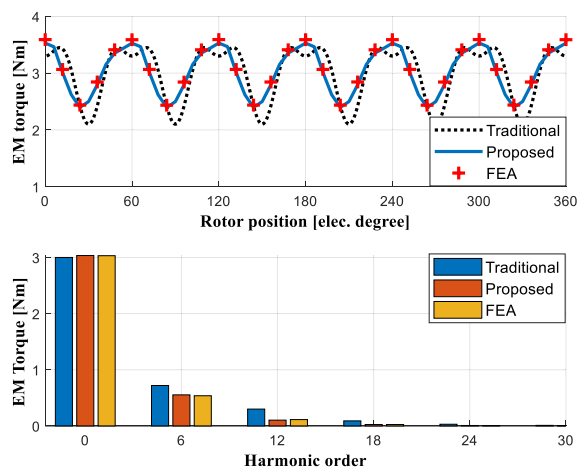 4
3
2
1
EM torque [Nm]
Traditional
Proposed
FEA
0 60 120 180 240 300 360
Rotor position [elec. degree]
3
2
1
0
EM Torque [Nm]
Traditional
Proposed
FEA
0 6 12 18 24 30
Harmonic order